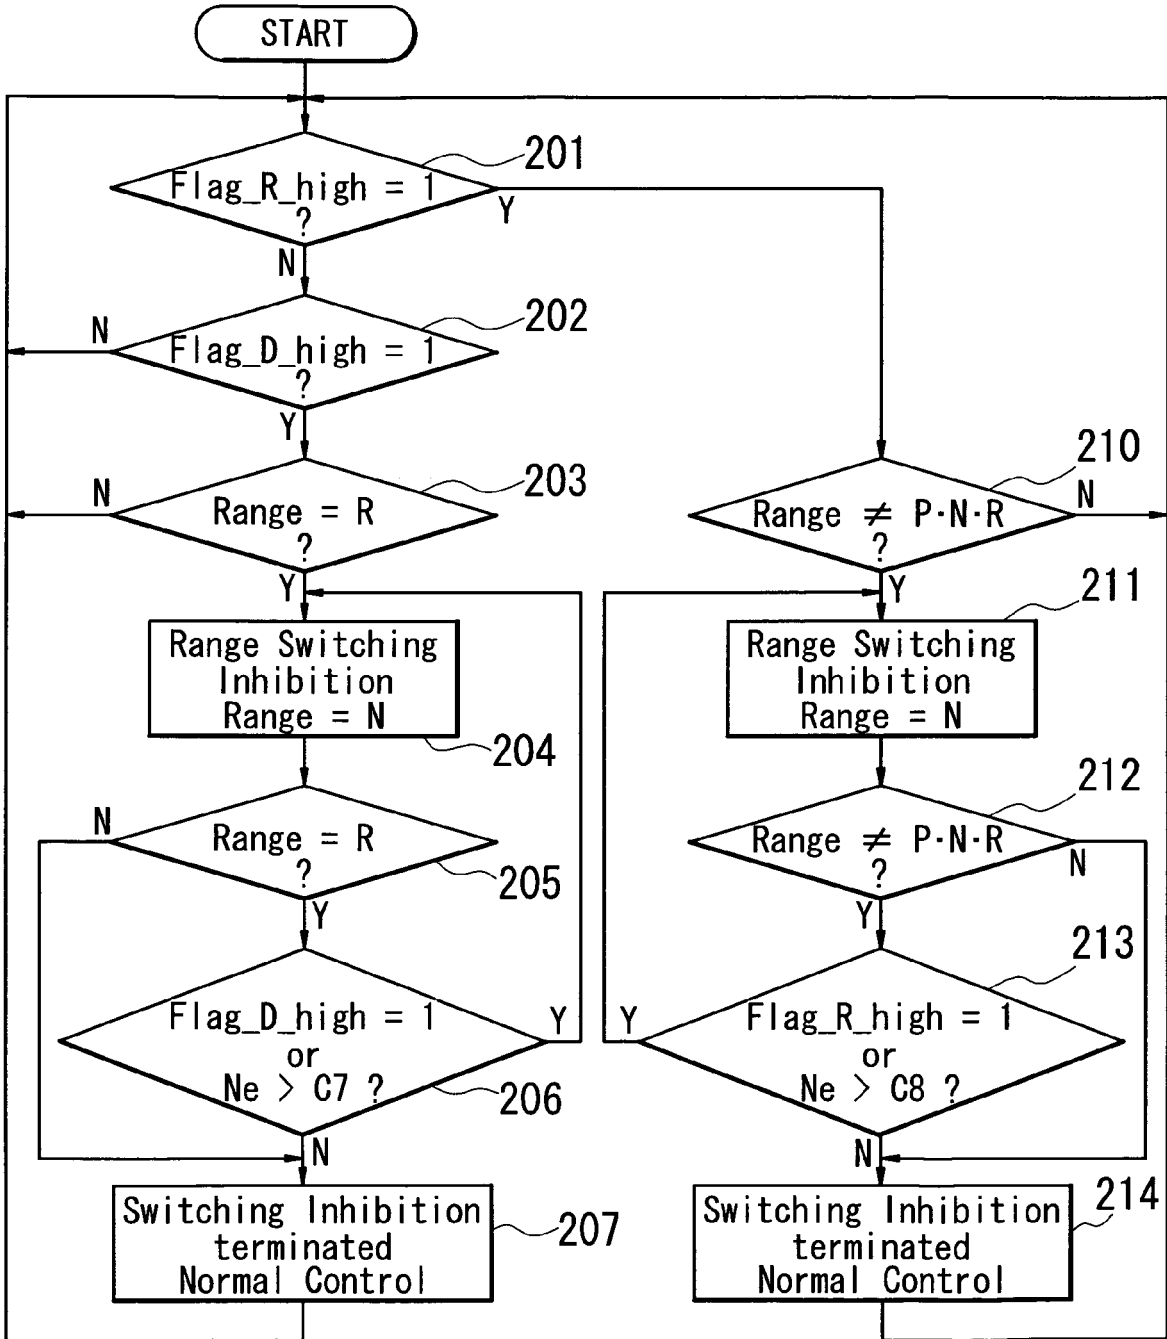 START
201
Flag_R_high = 1
?
Y
N
202
N
Flag_D_high = 1
?
Y
203
N
Range = R
?
Y
210
Range ≠ P·N·R
?
N
Y
Range Switching
Inhibition
Range = N
204
211
Range Switching
Inhibition
Range = N
N
Range = R
?
205
Y
212
Range ≠ P·N·R
?
N
Y
Flag_D_high = 1
or
Ne > C7 ?
Y
206
N
213
Y
Flag_R_high = 1
or
Ne > C8 ?
N
Switching Inhibition
terminated
Normal Control
207
Switching Inhibition
terminated
Normal Control
214